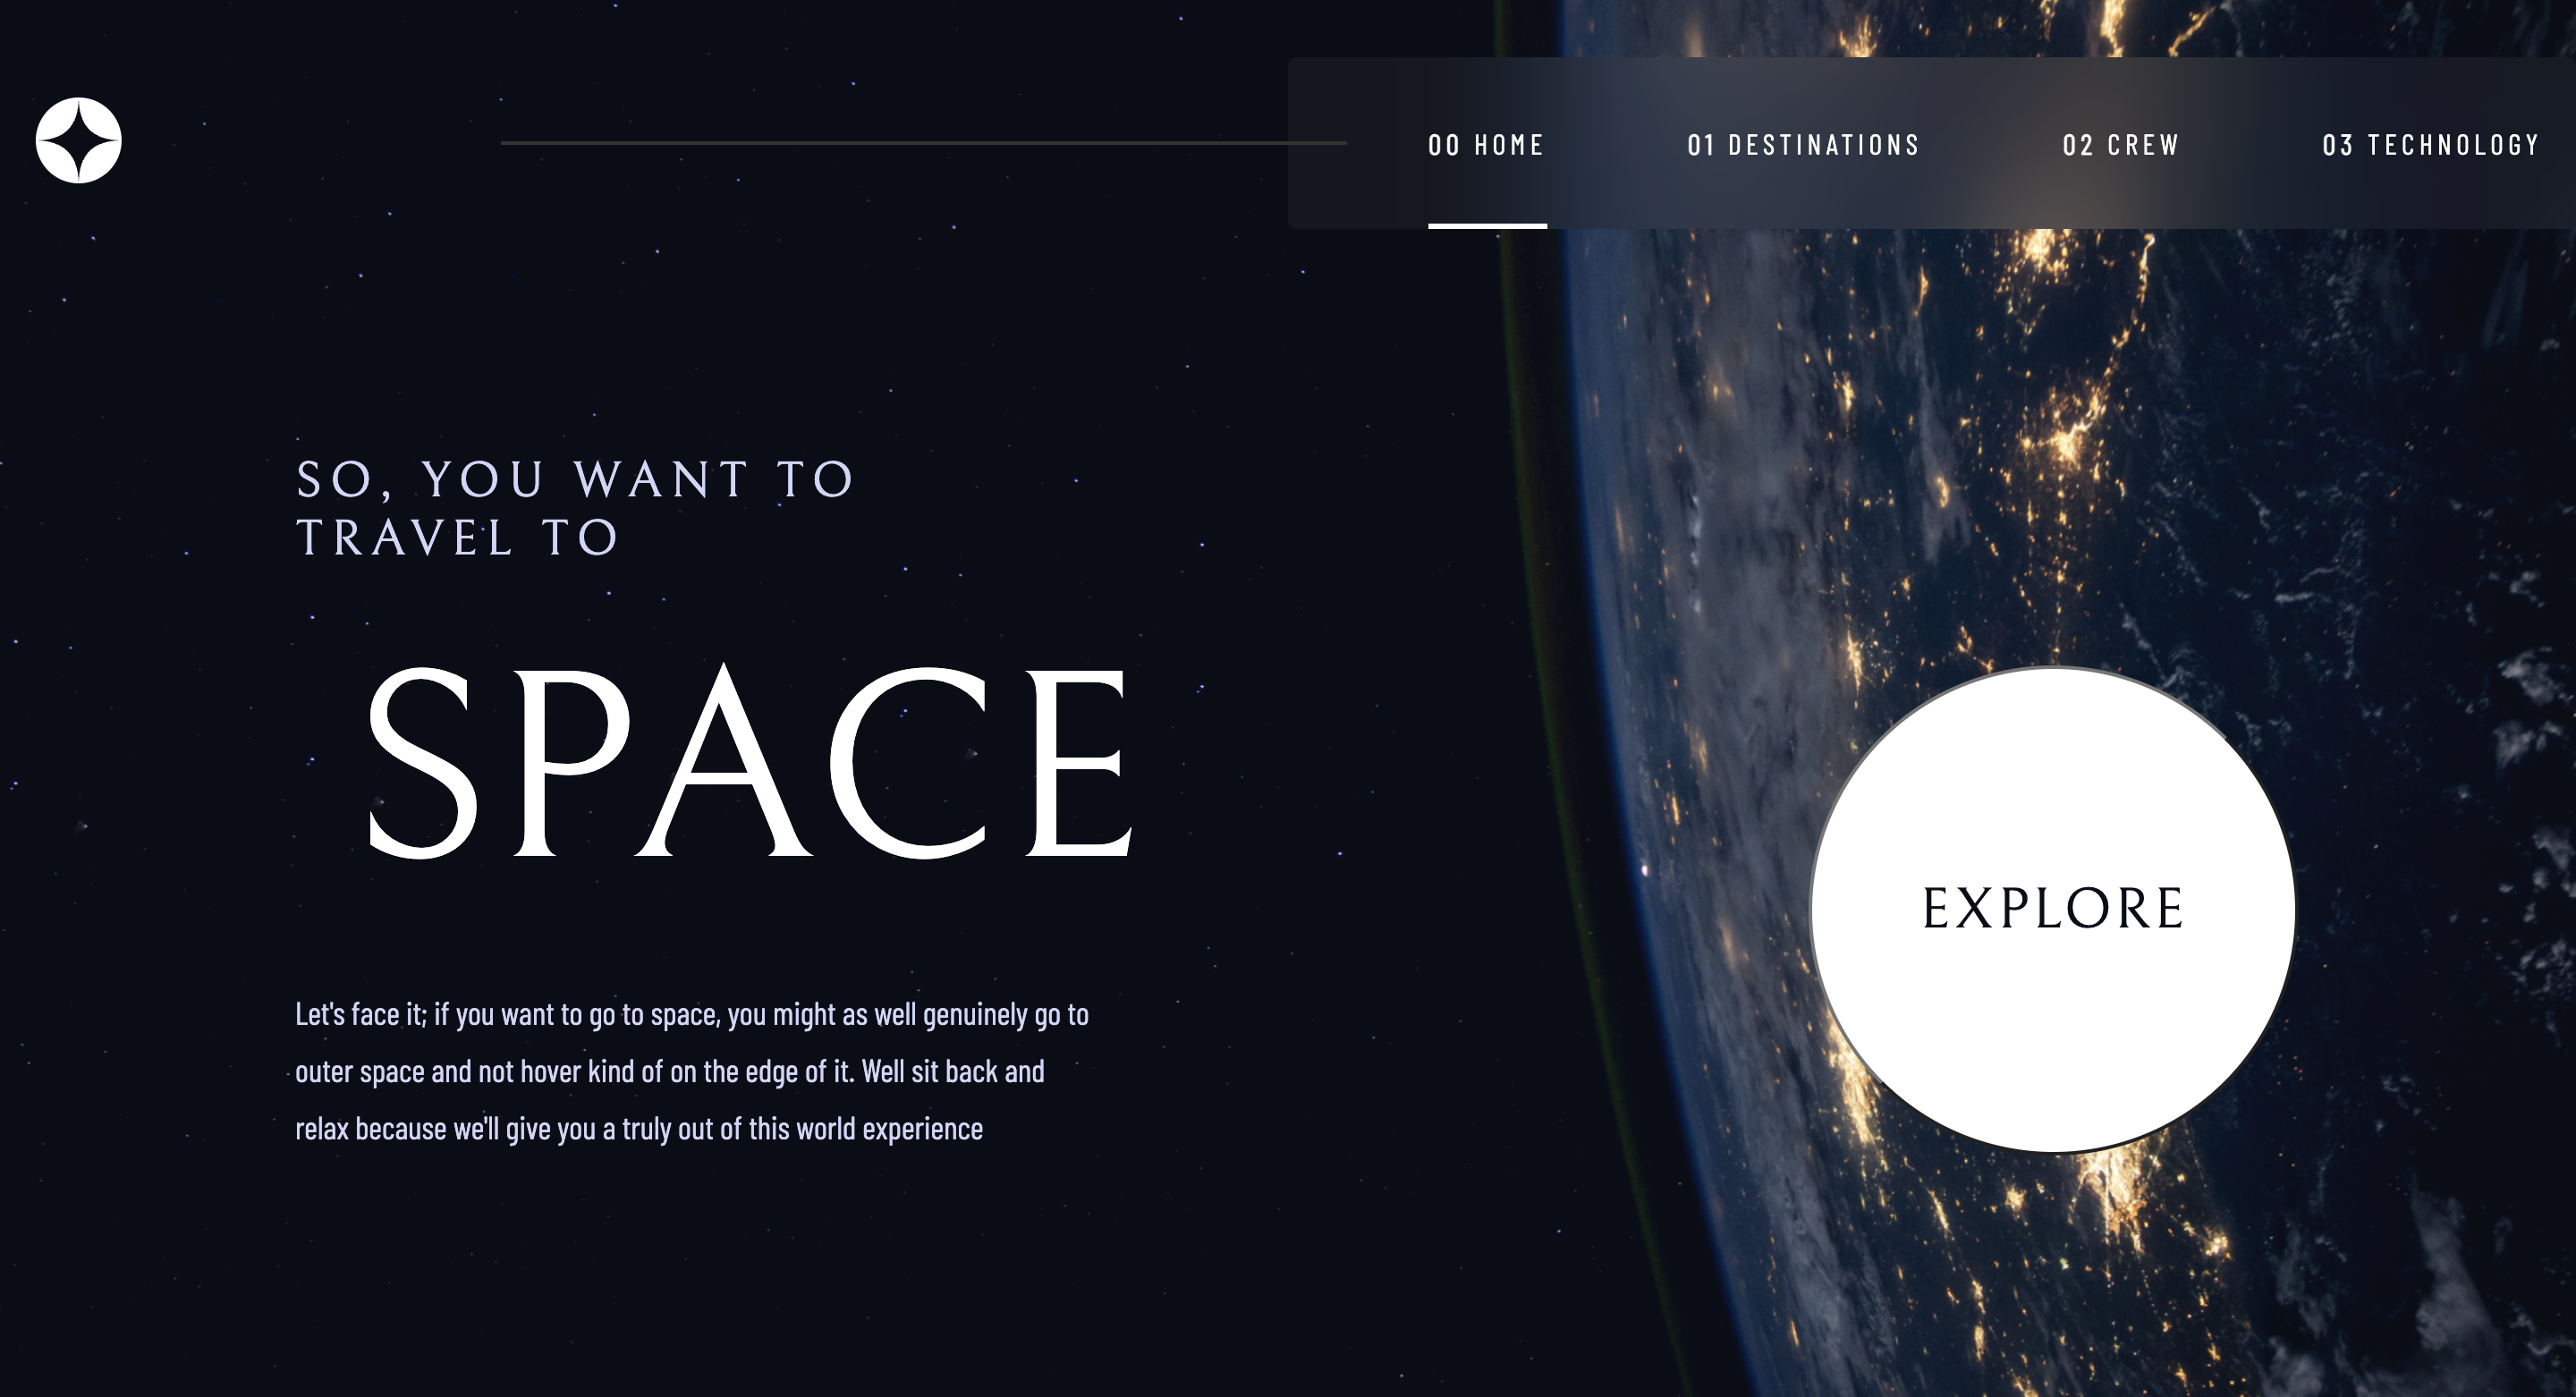 00 HOME 01 DESTINATIONS 02 CREW 03 TECHNOLOGY
SO, YOU WANT TO
TRAVEL TO
SPACE
EXPLORE
Let's face it; if you want to go to space, you might as well genuinely go to
outer space and not hover kind of on the edge of it. Well sit back and
relax because we'll give you a truly out of this world experience